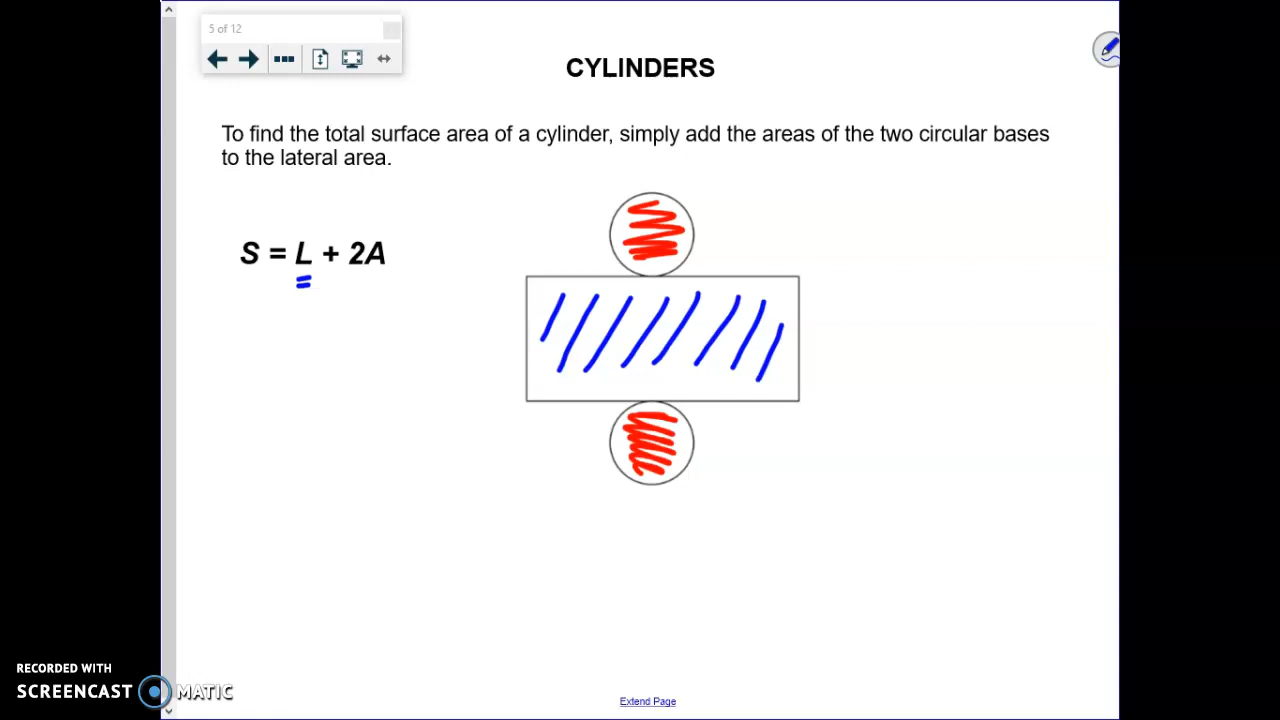 5 of 12
CYLINDERS
To find the total surface area of a cylinder, simply add the areas of the two circular bases
to the lateral area.
S = L + 2A
RECORDED WITH
SCREENCAST MATIC
Extend Page